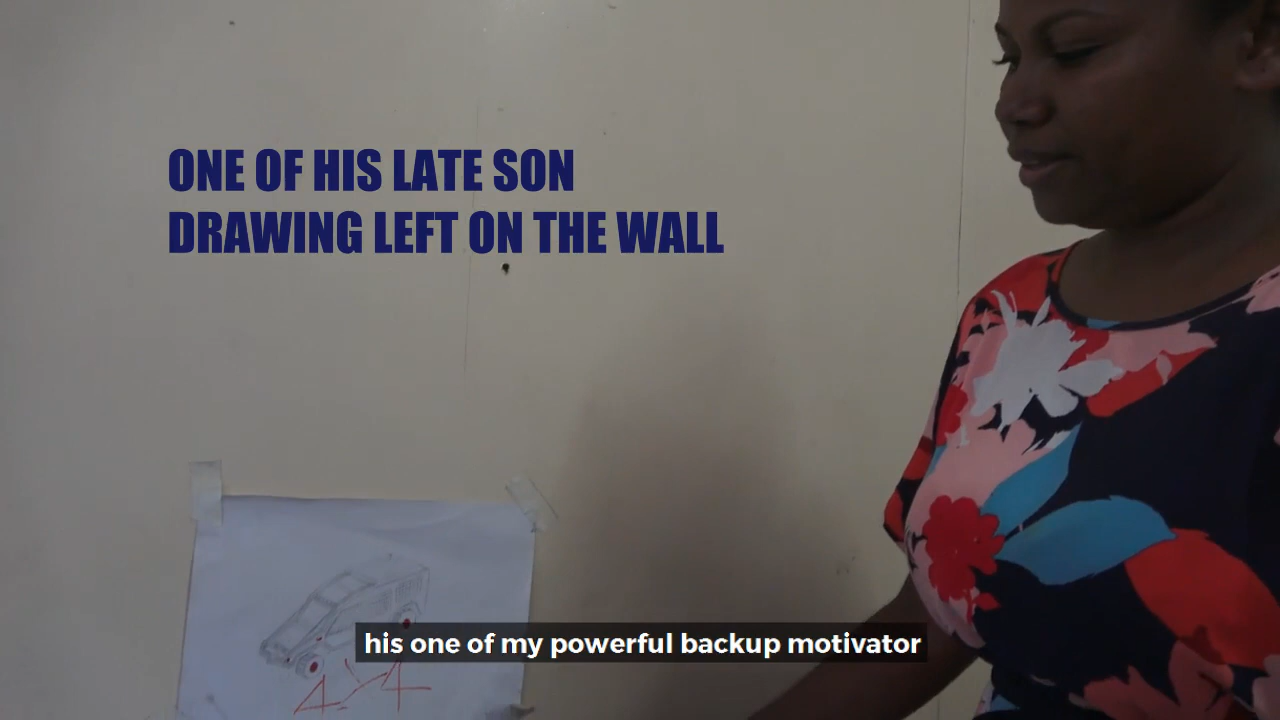 ONE OF HIS LATE SON
DRAWING LEFT ON THE WALL
his one of my powerful backup motivator
4x4